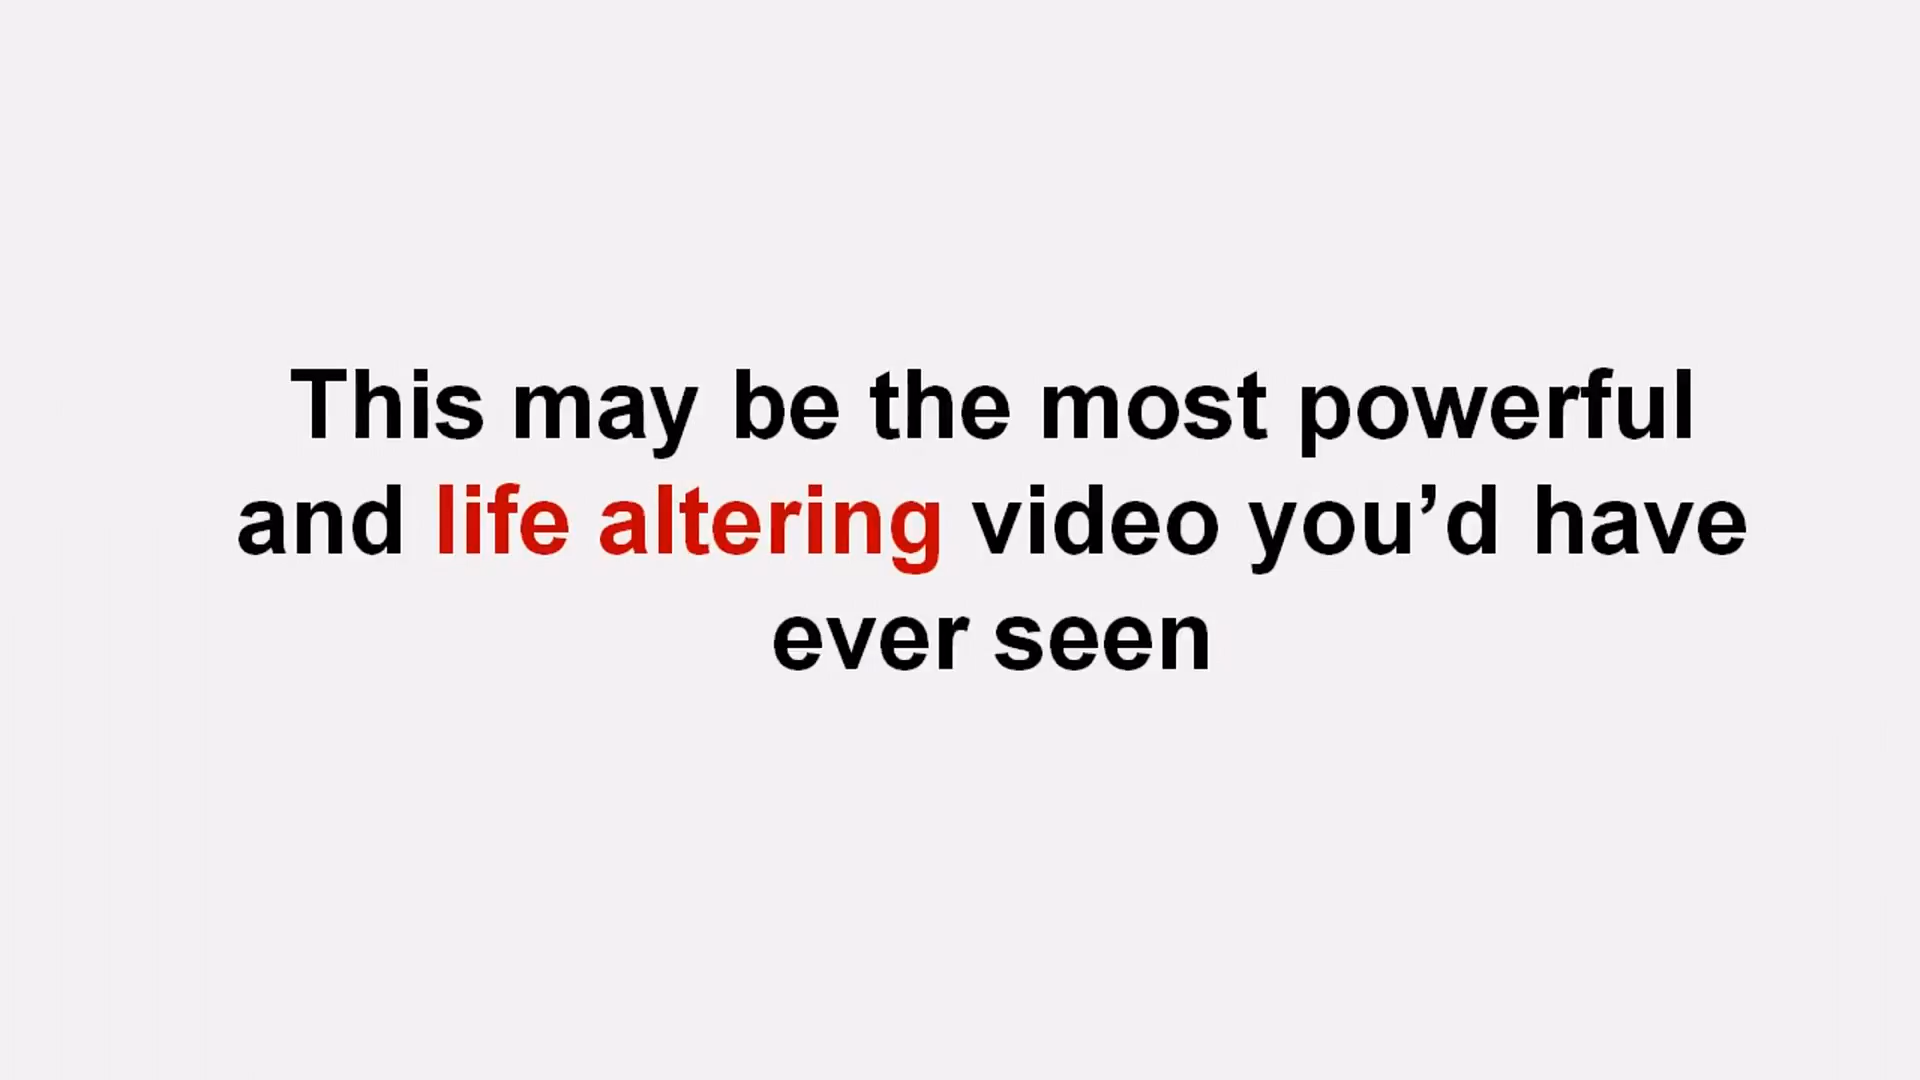 This may be the most powerful
and life altering video you’d have
ever seen